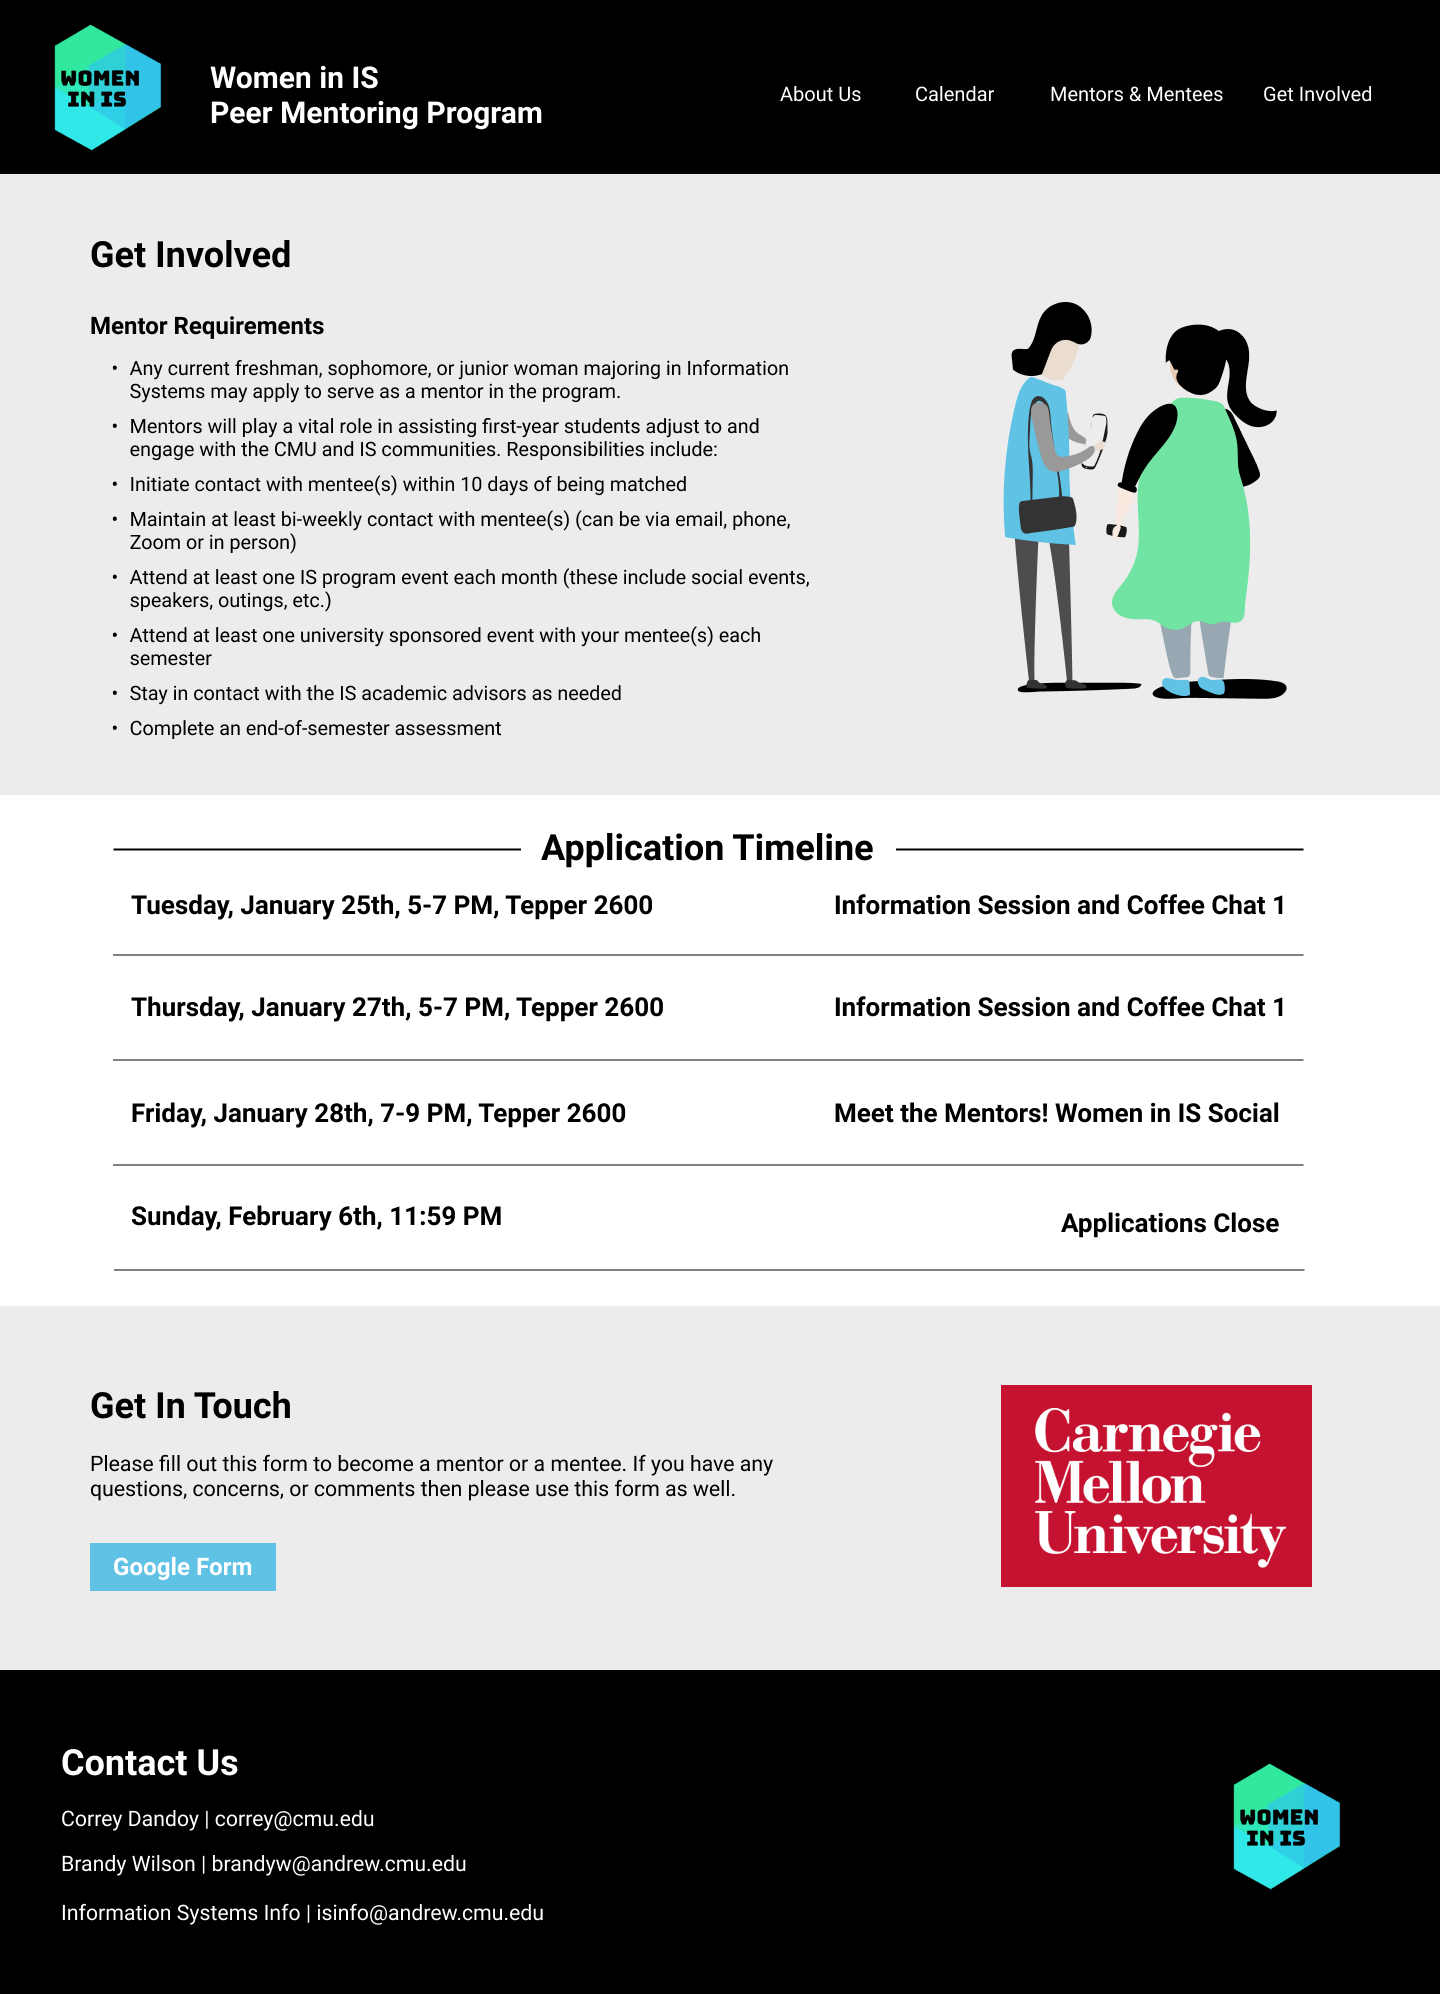 WOMEN
IN IS
Women in IS
Peer Mentoring Program
About Us Calendar Mentors & Mentees Get Involved
Get Involved
Mentor Requirements
• Any current freshman, sophomore, or junior woman majoring in Information
Systems may apply to serve as a mentor in the program.
• Mentors will play a vital role in assisting first-year students adjust to and
engage with the CMU and IS communities. Responsibilities include:
• Initiate contact with mentee(s) within 10 days of being matched
• Maintain at least bi-weekly contact with mentee(s) (can be via email, phone,
Zoom or in person)
• Attend at least one IS program event each month (these include social events,
speakers, outings, etc.)
• Attend at least one university sponsored event with your mentee(s) each
semester
• Stay in contact with the IS academic advisors as needed
• Complete an end-of-semester assessment
Application Timeline
Tuesday, January 25th, 5-7 PM, Tepper 2600 Information Session and Coffee Chat 1
Thursday, January 27th, 5-7 PM, Tepper 2600 Information Session and Coffee Chat 1
Friday, January 28th, 7-9 PM, Tepper 2600 Meet the Mentors! Women in IS Social
Sunday, February 6th, 11:59 PM Applications Close
Get In Touch
Please fill out this form to become a mentor or a mentee. If you have any
questions, concerns, or comments then please use this form as well.
Google Form
Carnegie
Mellon
University
Contact Us
Correy Dandoy | correy@cmu.edu
Brandy Wilson | brandyw@andrew.cmu.edu
Information Systems Info | isinfo@andrew.cmu.edu
WOMEN
IN IS